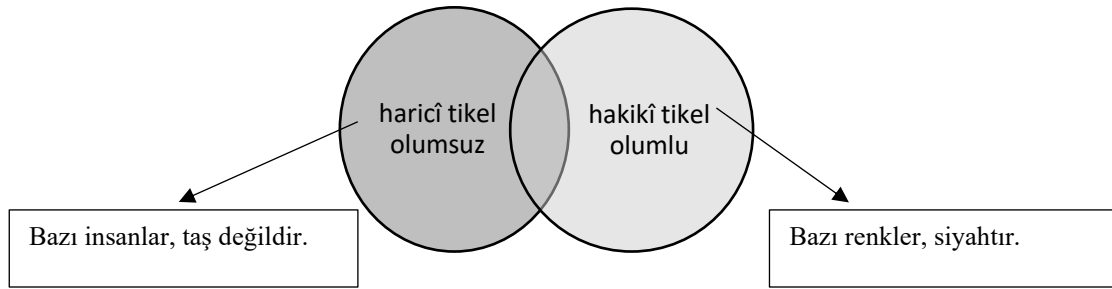 haricî tikel
olumsuz
hakikî tikel
olumlu
Bazı insanlar, taş değildir.
Bazı renkler, siyahtır.